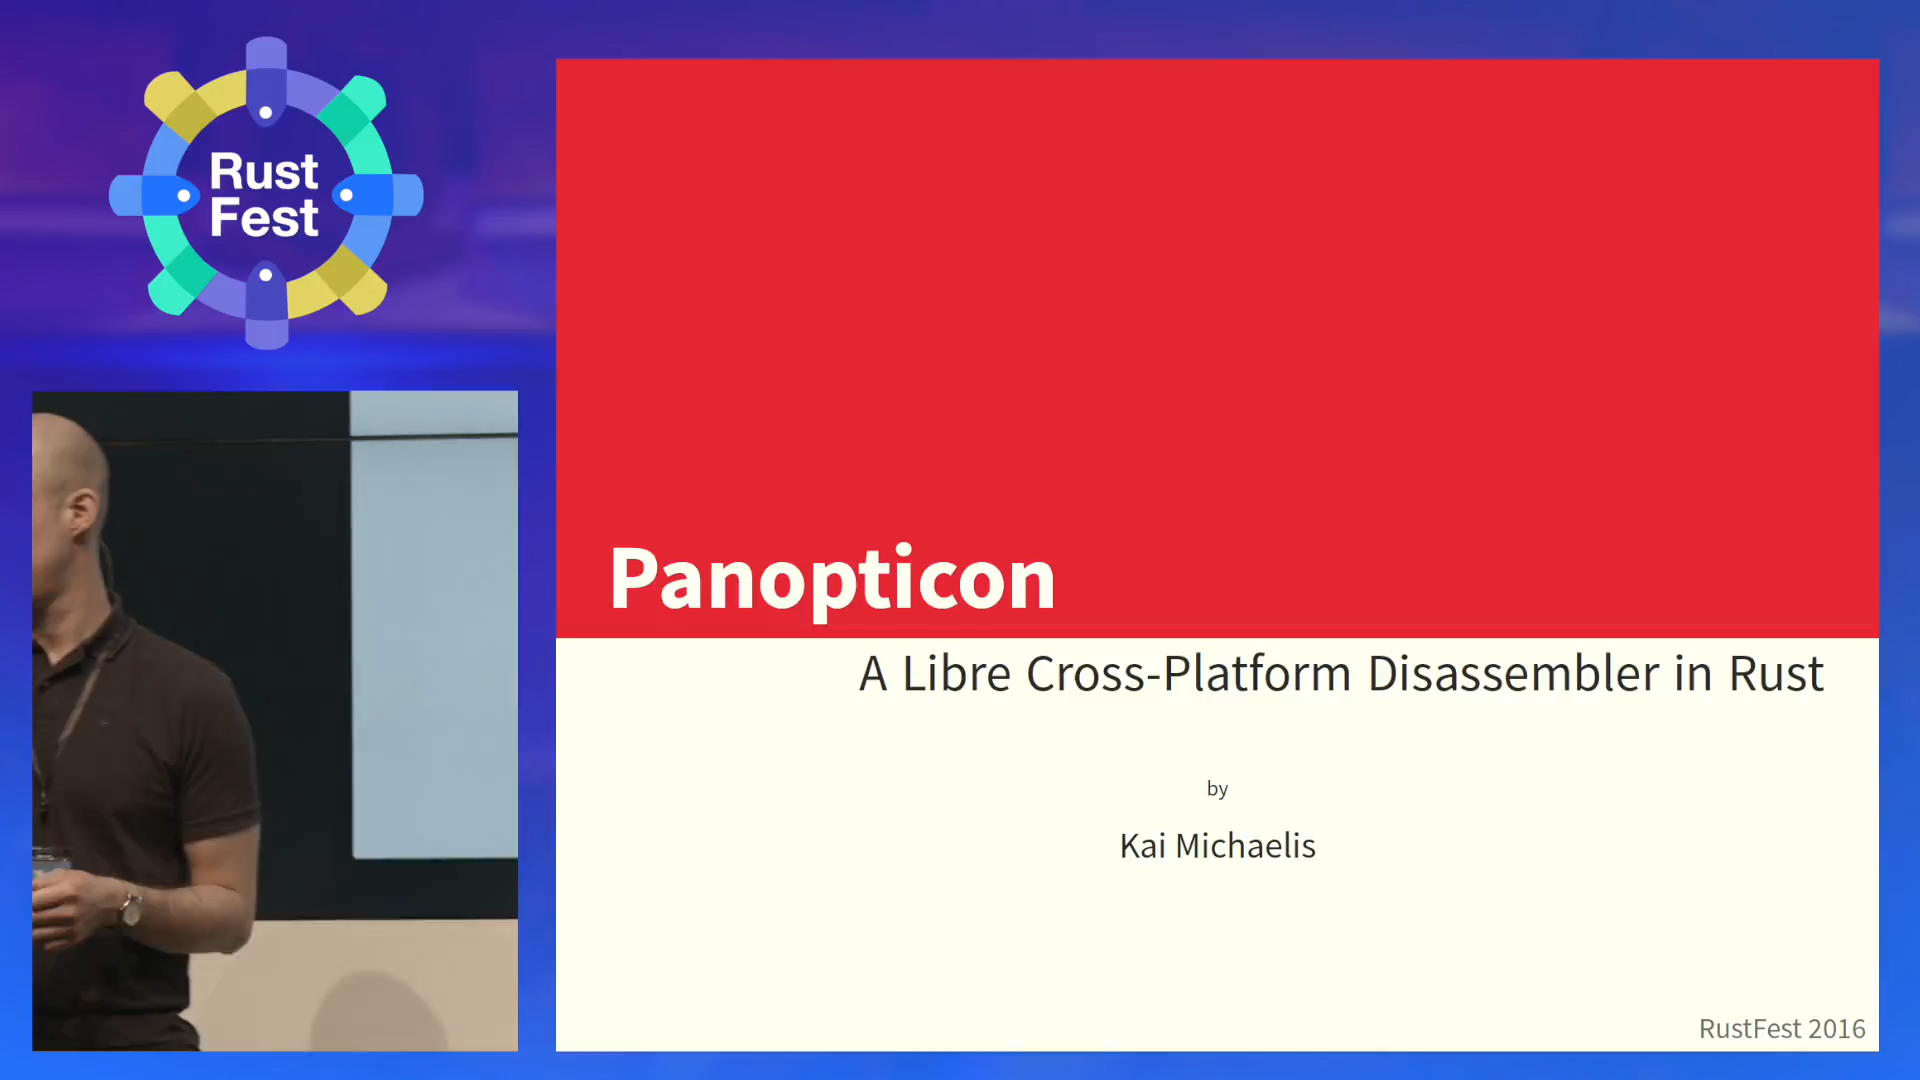 Rust
Fest
Panopticon
A Libre Cross-Platform Disassembler in Rust
by
Kai Michaelis
RustFest 2016